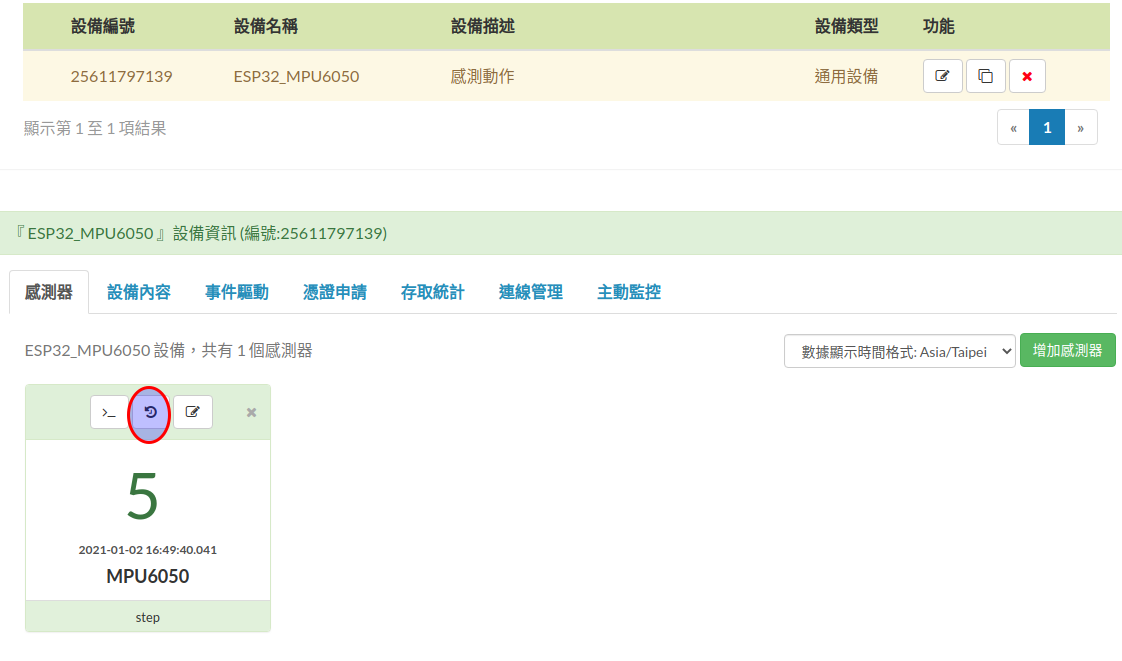 設備編號 設備名稱 設備描述 設備類型 功能
25611797139 ESP32_MPU6050 感測動作 通用設備
顯示第 1 至 1 項結果 « 1 »
『 ESP32_MPU6050 』設備資訊 (編號:25611797139)
感測器 設備內容 事件驅動 憑證申請 存取統計 連線管理 主動監控
ESP32_MPU6050 設備，共有 1 個感測器 數據顯示時間格式: Asia/Taipei 增加感測器
5
2021-01-02 16:49:40.041
MPU6050
step